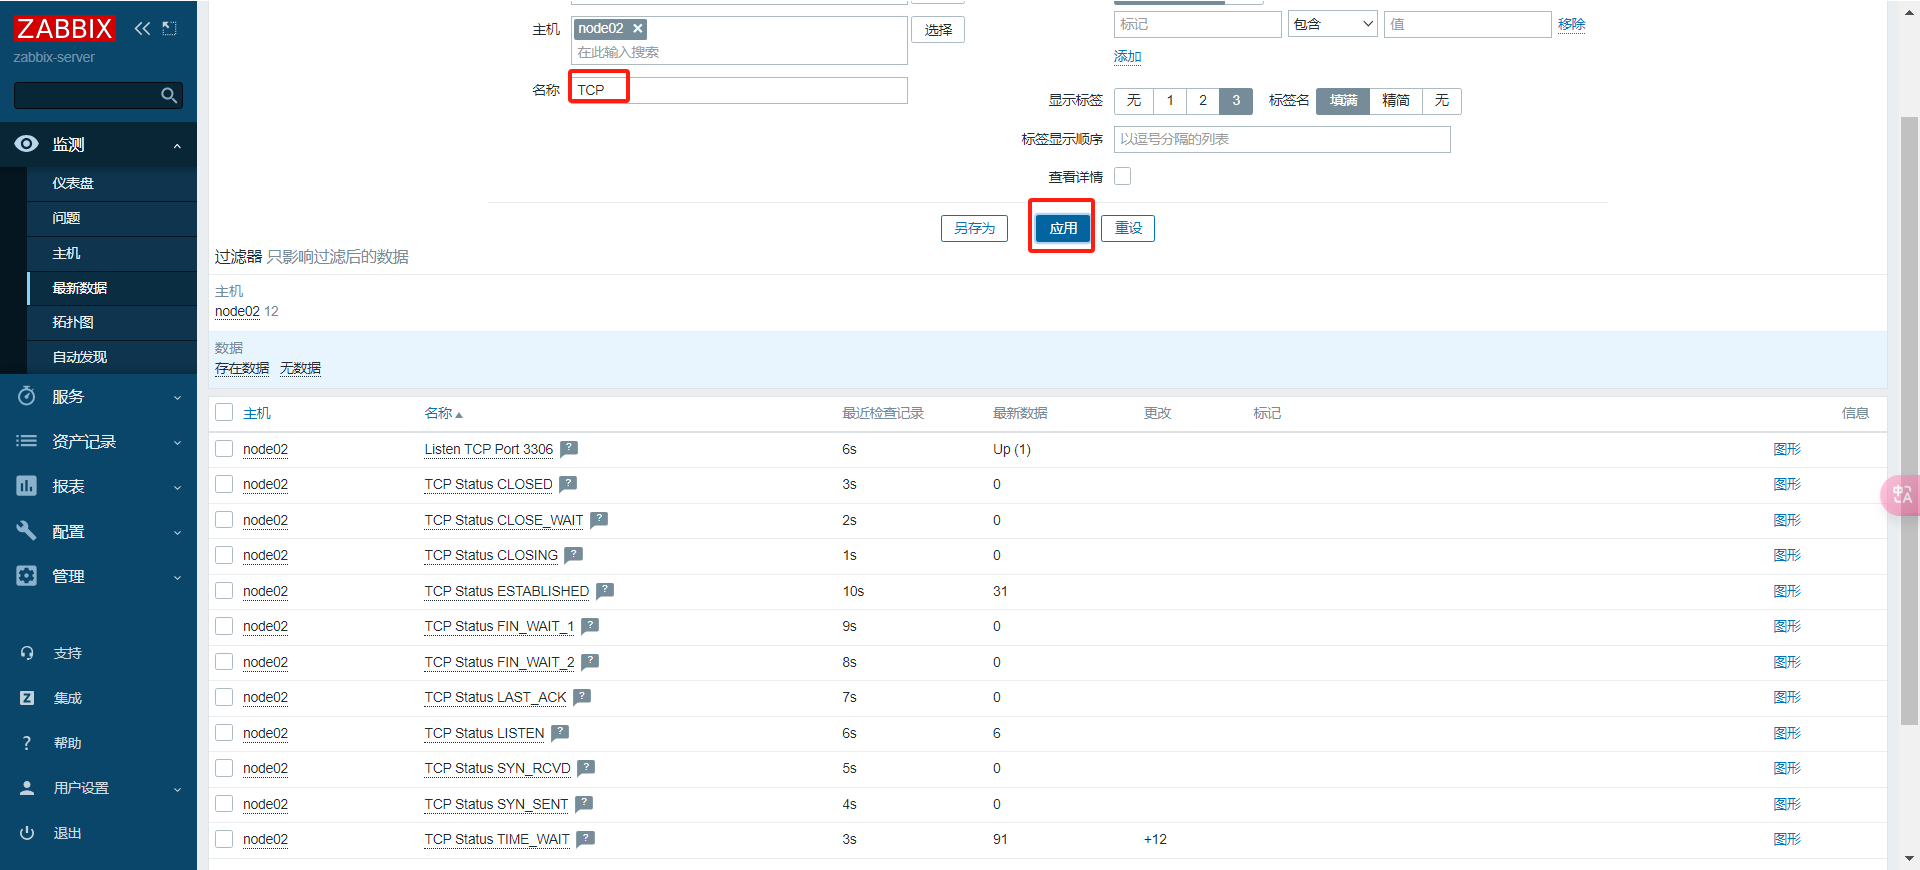 ZABBIX
zabbix-server
监测
仪表盘
问题
主机
最新数据
拓扑图
自动发现
服务
资产记录
报表
配置
管理
支持
Z 集成
? 帮助
用户设置
退出
主机 node02 选择
在此输入搜索
名称 TCP
标记 包含 值 移除
添加
显示标签 无 1 2 3 标签名 填满 精简 无
标签显示顺序 以逗号分隔的列表
查看详情
另存为 应用 重设
过滤器 只影响过滤后的数据
主机
node02 12
数据
存在数据 无数据
主机 名称 最近检查记录 最新数据 更改 标记 信息
node02 Listen TCP Port 3306 ? 6s Up (1) 图形
node02 TCP Status CLOSED ? 3s 0 图形
node02 TCP Status CLOSE_WAIT ? 2s 0 图形
node02 TCP Status CLOSING ? 1s 0 图形
node02 TCP Status ESTABLISHED ? 10s 31 图形
node02 TCP Status FIN_WAIT_1 ? 9s 0 图形
node02 TCP Status FIN_WAIT_2 ? 8s 0 图形
node02 TCP Status LAST_ACK ? 7s 0 图形
node02 TCP Status LISTEN ? 6s 6 图形
node02 TCP Status SYN_RCVD ? 5s 0 图形
node02 TCP Status SYN_SENT ? 4s 0 图形
node02 TCP Status TIME_WAIT ? 3s 91 +12 图形